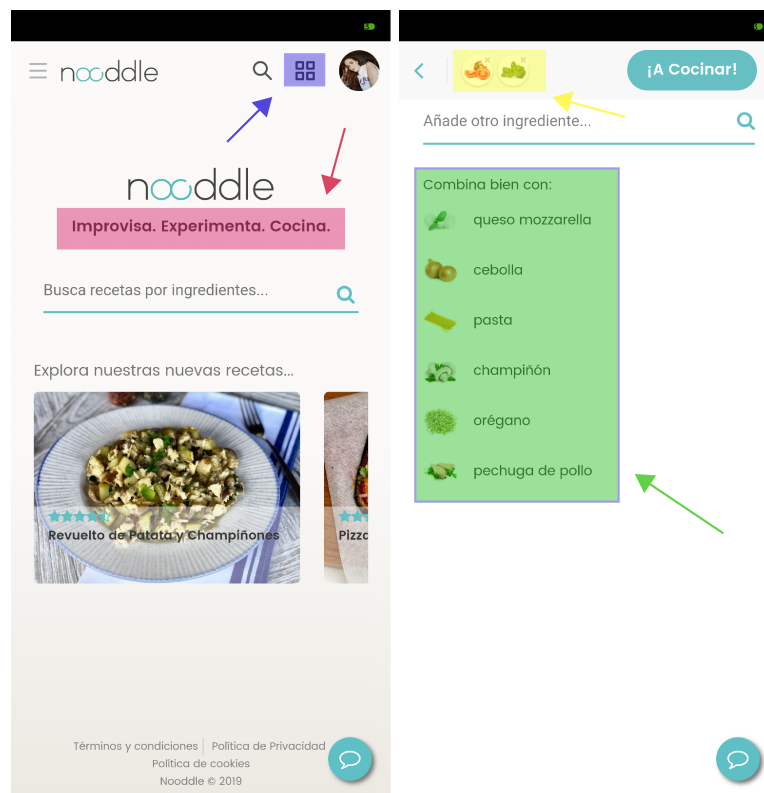 nooddle
nooddle
Improvisa. Experimenta. Cocina.
Busca recetas por ingredientes...
Explora nuestras nuevas recetas...
Revuelto de Patata y Champiñones
Pizza
Términos y condiciones
Política de Privacidad
Política de cookies
Nooddle © 2019
¡A Cocinar!
Añade otro ingrediente...
Combina bien con:
queso mozzarella
cebolla
pasta
champiñón
orégano
pechuga de pollo